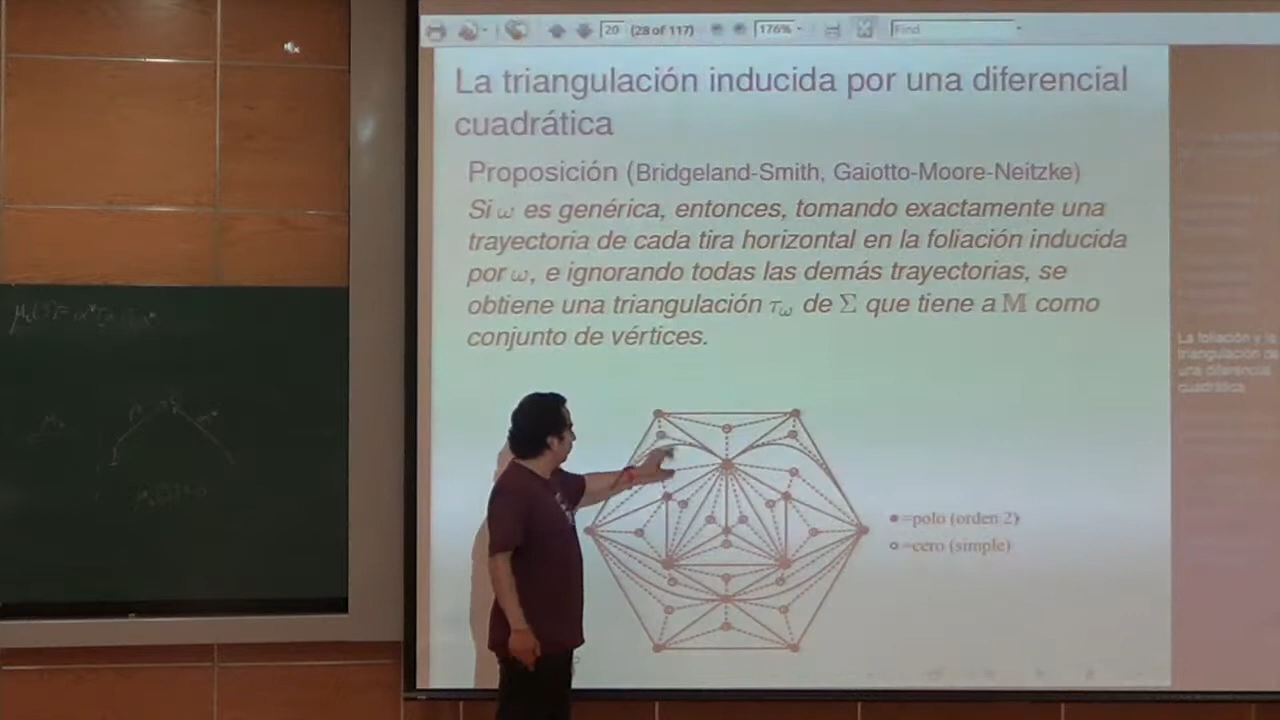 20 (28 of 117) 176% Find
La triangulación inducida por una diferencial
cuadrática
Proposición (Bridgeland-Smith, Gaiotto-Moore-Neitzke)
Si ω es genérica, entonces, tomando exactamente una
trayectoria de cada tira horizontal en la foliación inducida
por ω, e ignorando todas las demás trayectorias, se
obtiene una triangulación τω de Σ que tiene a 𝕄 como
conjunto de vértices.
La foliación y la
triangulación de
una diferencial
cuadrática
●=polo (orden 2)
○=cero (simple)